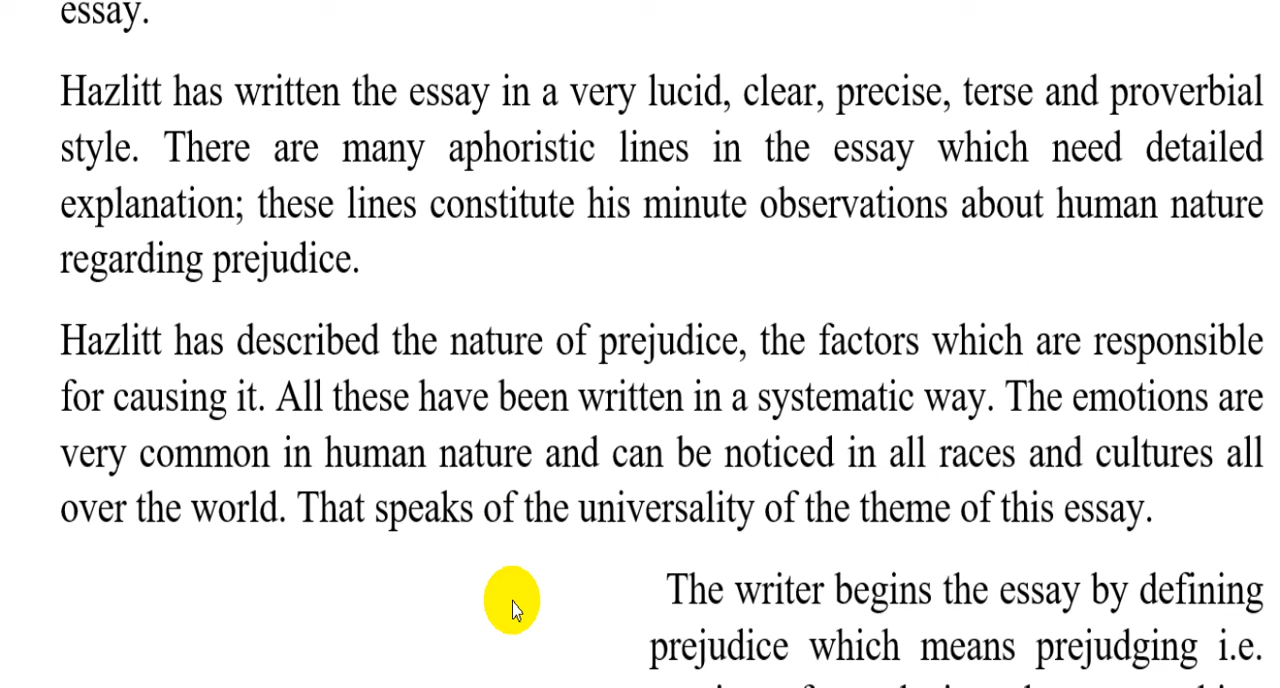 essay.
Hazlitt has written the essay in a very lucid, clear, precise, terse and proverbial
style. There are many aphoristic lines in the essay which need detailed
explanation; these lines constitute his minute observations about human nature
regarding prejudice.
Hazlitt has described the nature of prejudice, the factors which are responsible
for causing it. All these have been written in a systematic way. The emotions are
very common in human nature and can be noticed in all races and cultures all
over the world. That speaks of the universality of the theme of this essay.
The writer begins the essay by defining
prejudice which means prejudging i.e.